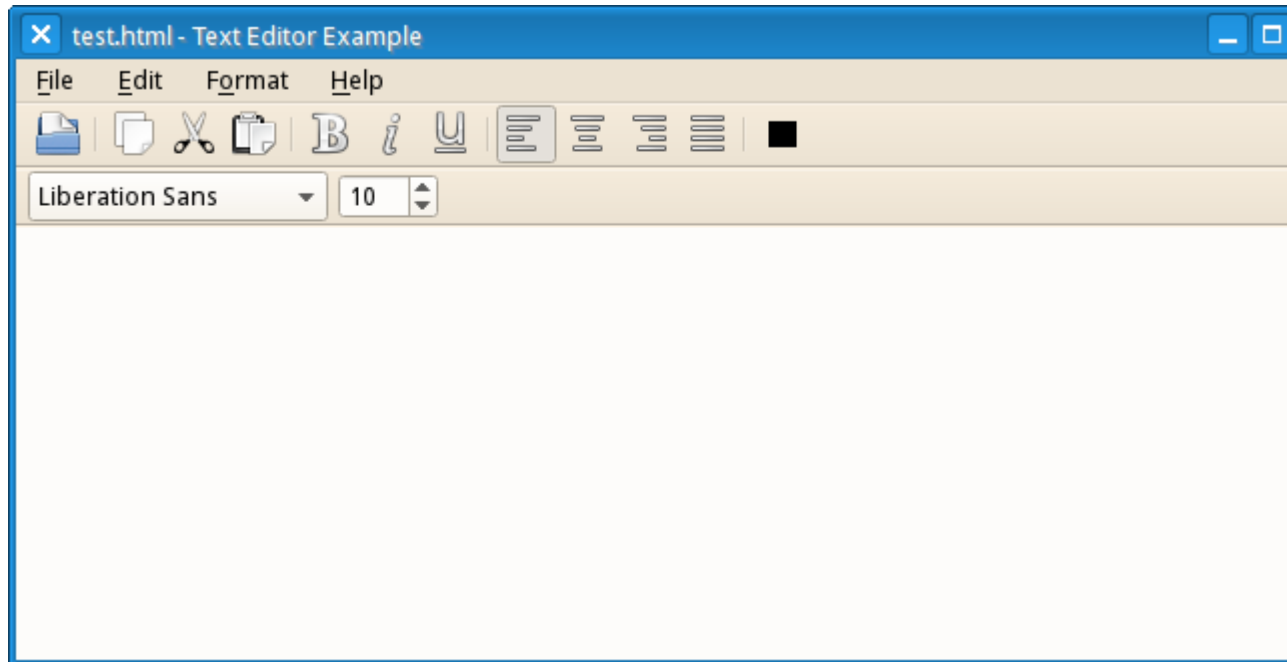 test.html - Text Editor Example
File Edit Format Help
B i U
Liberation Sans 10